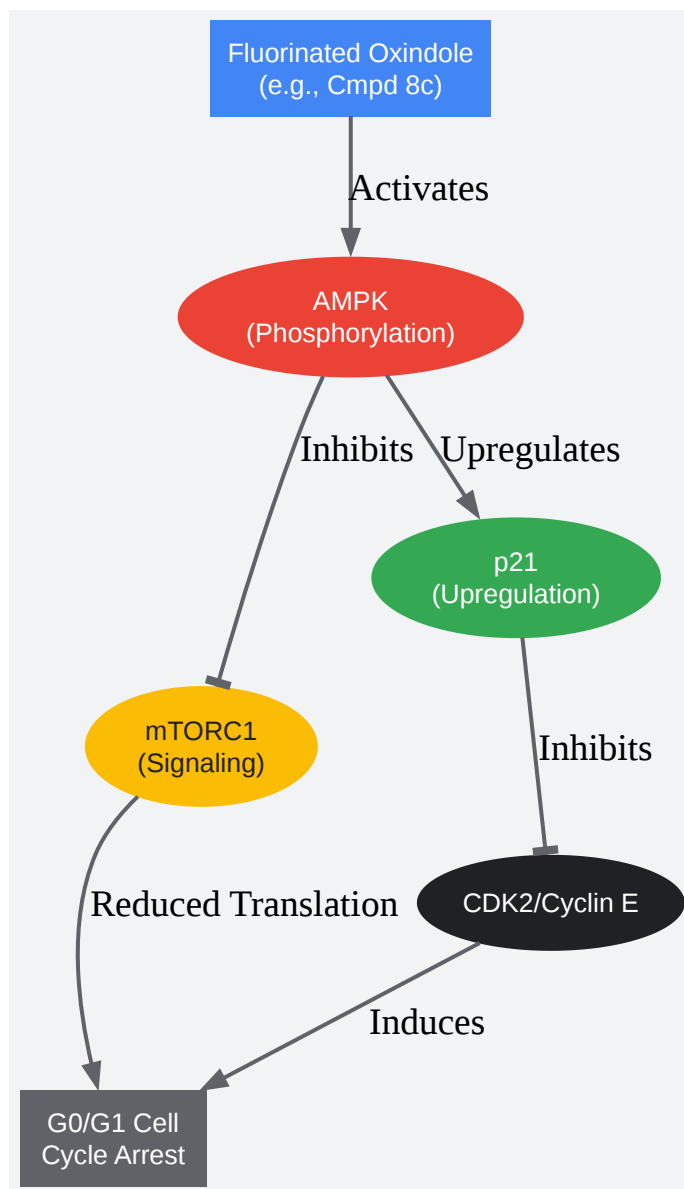 Fluorinated Oxindole
(e.g., Cmpd 8c)
Activates
AMPK
(Phosphorylation)
Inhibits
Upregulates
p21
(Upregulation)
mTORC1
(Signaling)
Inhibits
Reduced Translation
CDK2/Cyclin E
Induces
G0/G1 Cell
Cycle Arrest